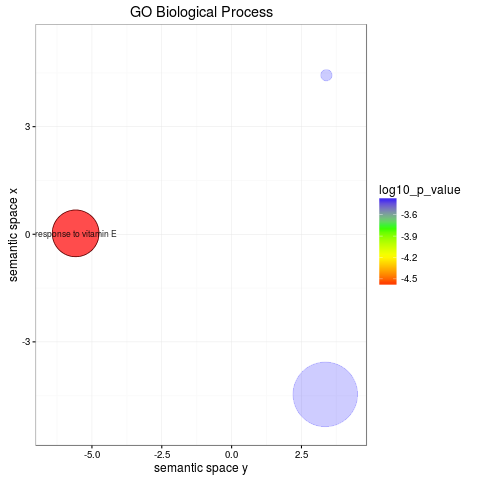 GO Biological Process
3
0
-3
semantic space x
response to vitamin E
-5.0
-2.5
0.0
2.5
semantic space y
log10_p_value
-3.6
-3.9
-4.2
-4.5